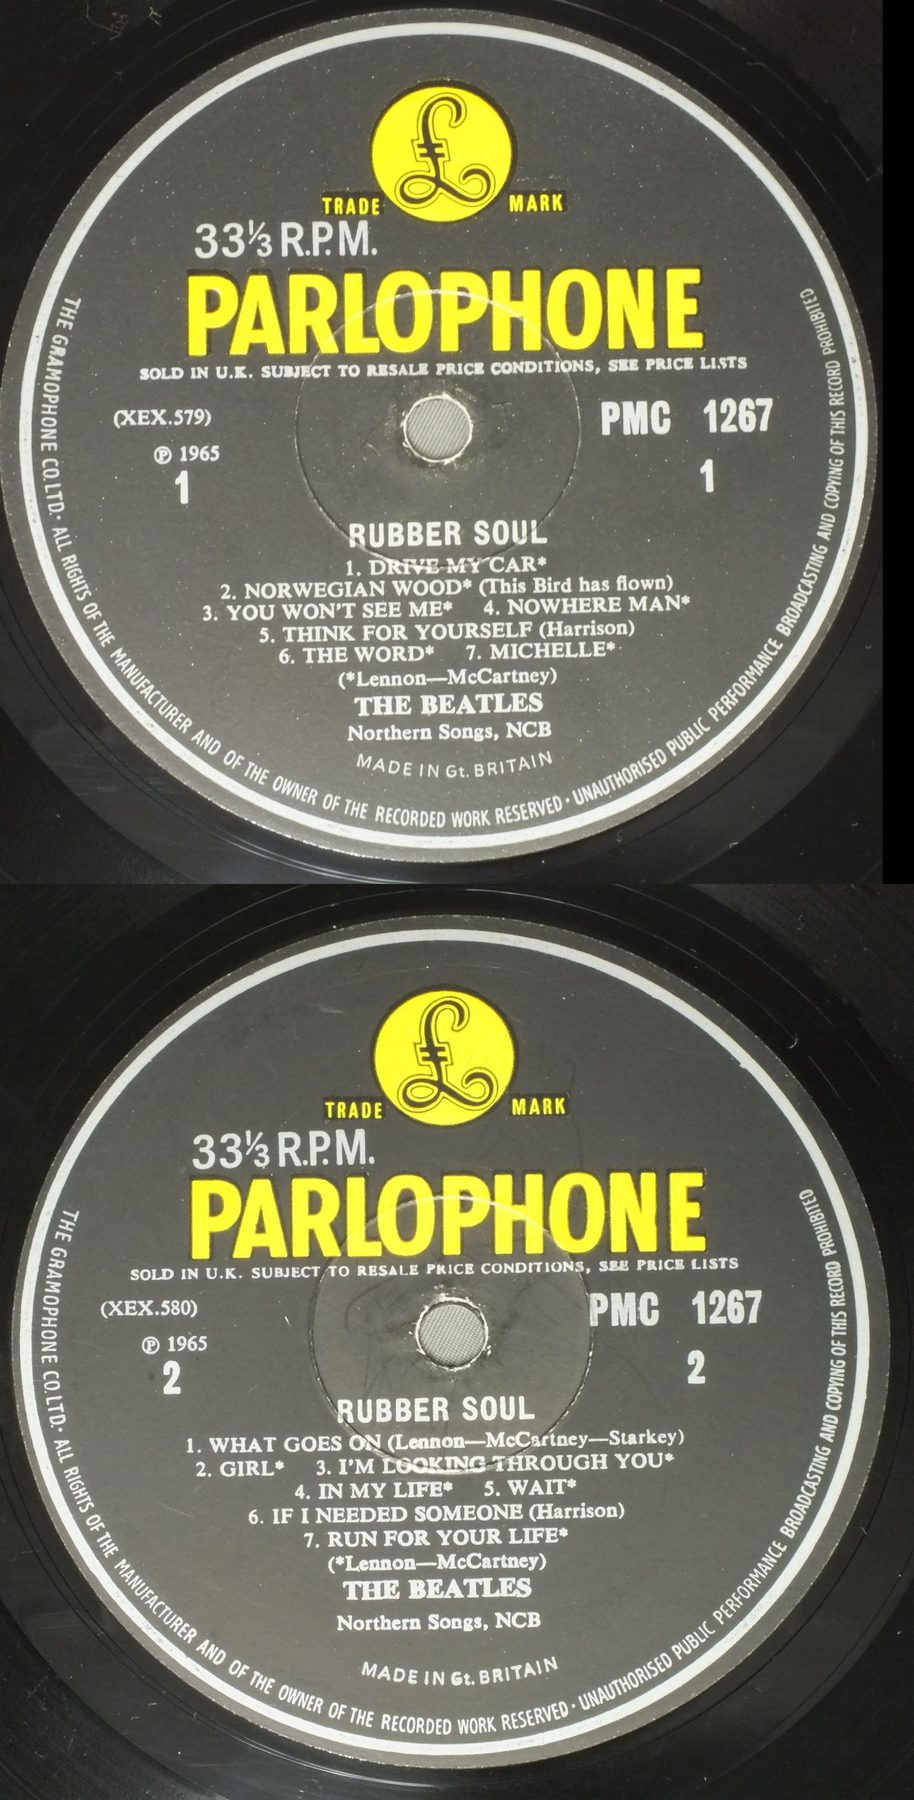 TRADE MARK
33⅓ R.P.M.
PARLOPHONE
SOLD IN U.K. SUBJECT TO RESALE PRICE CONDITIONS, SEE PRICE LISTS
(XEX.579) PMC 1267
℗ 1965
1 1
RUBBER SOUL
1. DRIVE MY CAR*
2. NORWEGIAN WOOD* (This Bird has flown)
3. YOU WON'T SEE ME* 4. NOWHERE MAN*
5. THINK FOR YOURSELF (Harrison)
6. THE WORD* 7. MICHELLE*
(*Lennon—McCartney)
THE BEATLES
Northern Songs, NCB
MADE IN Gt. BRITAIN
THE GRAMOPHONE CO. LTD. · ALL RIGHTS OF THE MANUFACTURER AND OF THE OWNER OF THE RECORDED WORK RESERVED · UNAUTHORISED PUBLIC PERFORMANCE BROADCASTING AND COPYING OF THIS RECORD PROHIBITED
TRADE MARK
33⅓ R.P.M.
PARLOPHONE
SOLD IN U.K. SUBJECT TO RESALE PRICE CONDITIONS, SEE PRICE LISTS
(XEX.580) PMC 1267
℗ 1965
2 2
RUBBER SOUL
1. WHAT GOES ON (Lennon—McCartney—Starkey)
2. GIRL* 3. I'M LOOKING THROUGH YOU*
4. IN MY LIFE* 5. WAIT*
6. IF I NEEDED SOMEONE (Harrison)
7. RUN FOR YOUR LIFE*
(*Lennon—McCartney)
THE BEATLES
Northern Songs, NCB
MADE IN Gt. BRITAIN
THE GRAMOPHONE CO. LTD. · ALL RIGHTS OF THE MANUFACTURER AND OF THE OWNER OF THE RECORDED WORK RESERVED · UNAUTHORISED PUBLIC PERFORMANCE BROADCASTING AND COPYING OF THIS RECORD PROHIBITED